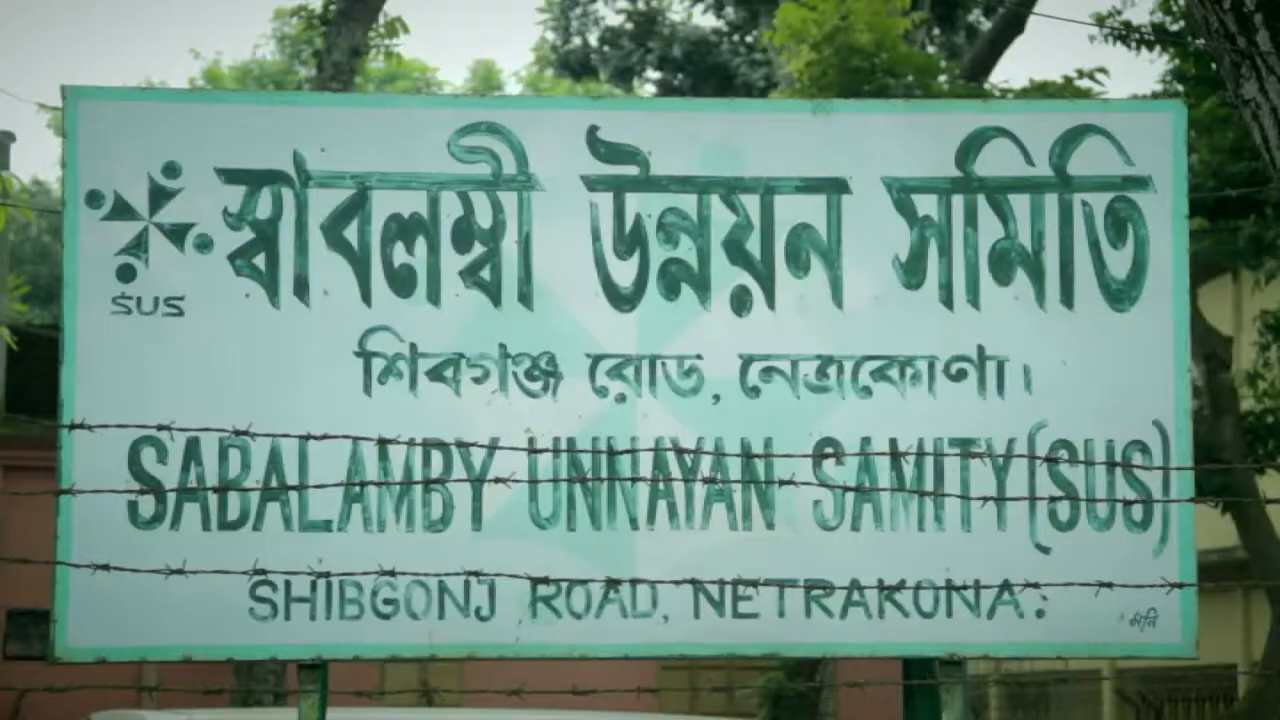 স্বাবলম্বী উন্নয়ন সমিতি
SUS
শিবগঞ্জ রোড, নেত্রকোণা।
SABALAMBY UNNAYAN SAMITY (SUS)
SHIBGONJ ROAD, NETRAKONA.